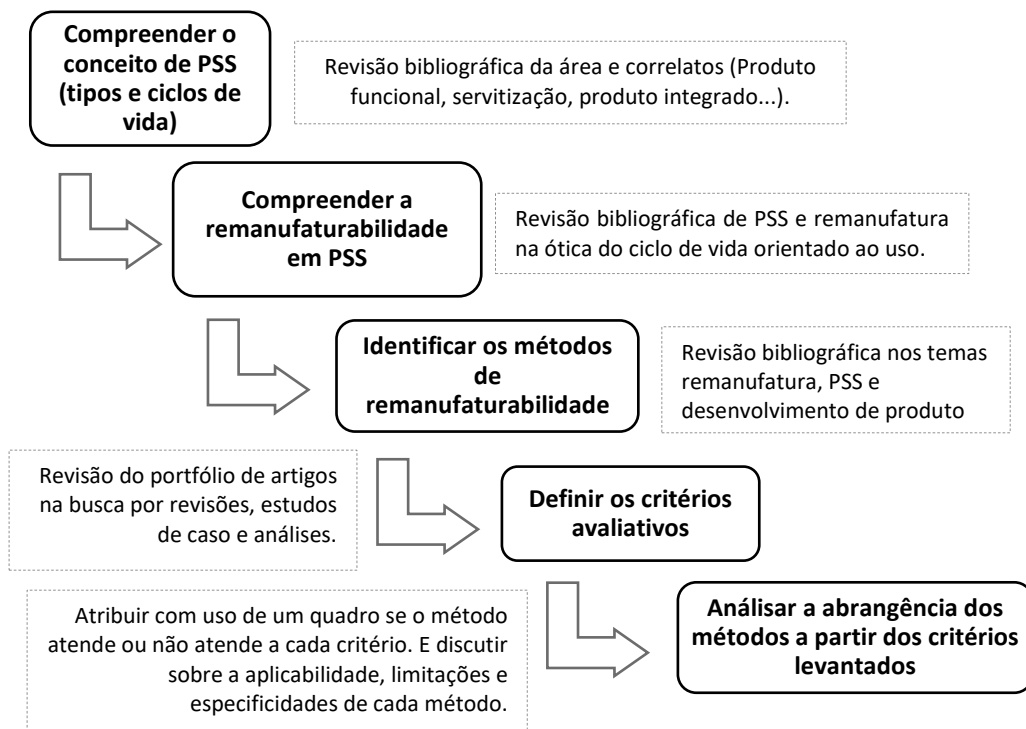 Compreender o
conceito de PSS
(tipos e ciclos de
vida)
Revisão bibliográfica da área e correlatos (Produto
funcional, servitização, produto integrado...).
Compreender a
remanufaturabilidade
em PSS
Revisão bibliográfica de PSS e remanufatura
na ótica do ciclo de vida orientado ao uso.
Identificar os métodos
de
remanufaturabilidade
Revisão bibliográfica nos temas
remanufatura, PSS e
desenvolvimento de produto
Revisão do portfólio de artigos
na busca por revisões, estudos
de caso e análises.
Definir os critérios
avaliativos
Atribuir com uso de um quadro se o método
atende ou não atende a cada critério. E discutir
sobre a aplicabilidade, limitações e
especificidades de cada método.
Análisar a abrangência dos
métodos a partir dos critérios
levantados